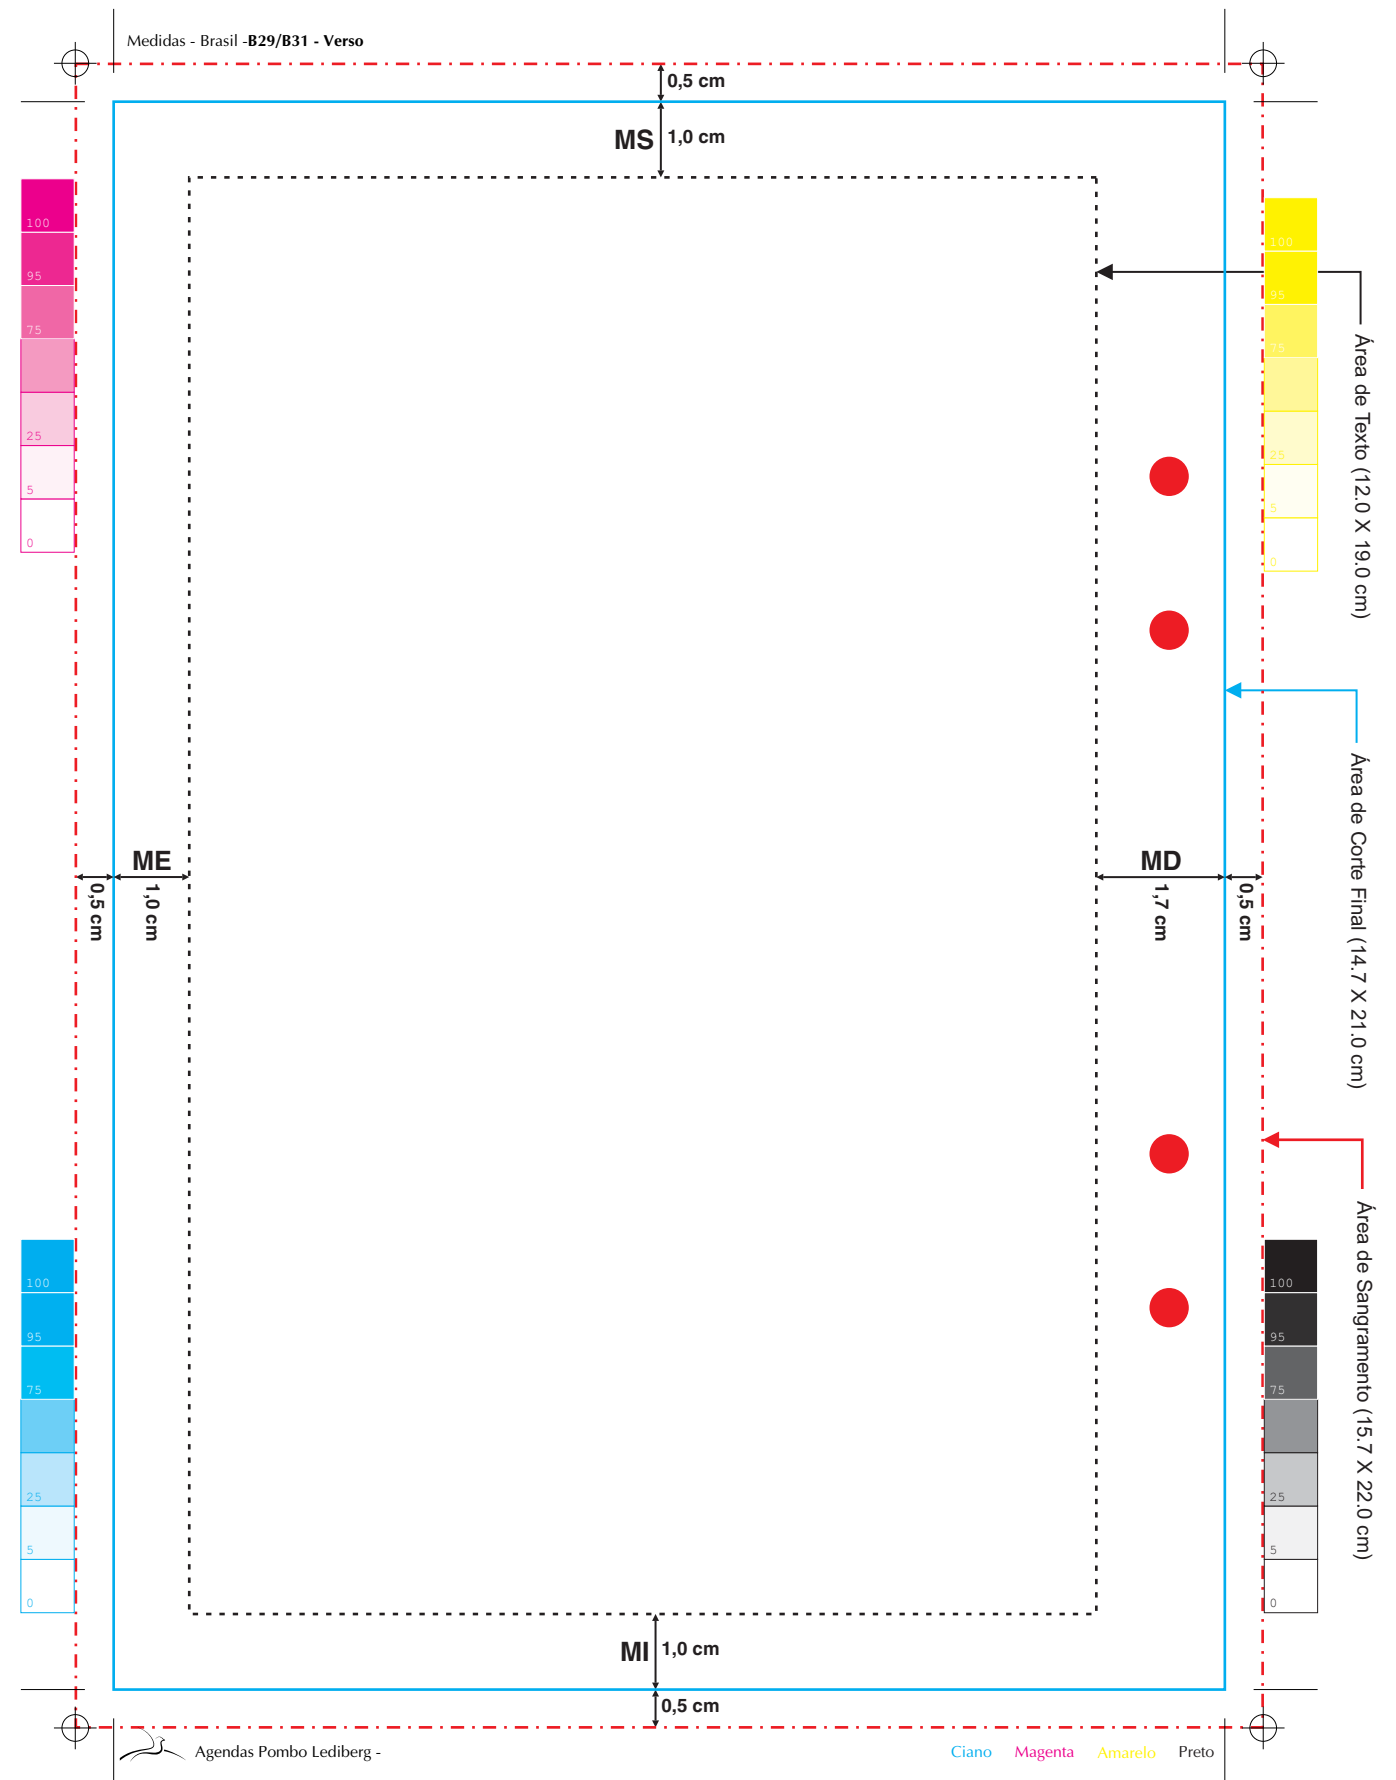 Medidas - Brasil -B29/B31 - Verso
0,5 cm
MS
1,0 cm
100
95
75
25
5
0
100
95
75
25
5
0
Área de Texto (12.0 X 19.0 cm)
Área de Corte Final (14.7 X 21.0 cm)
ME
1,0 cm
0,5 cm
MD
1,7 cm
0,5 cm
Área de Sangramento (15.7 X 22.0 cm)
100
95
75
25
5
0
100
95
75
25
5
0
MI
1,0 cm
0,5 cm
Agendas Pombo Lediberg -
Ciano Magenta Amarelo Preto